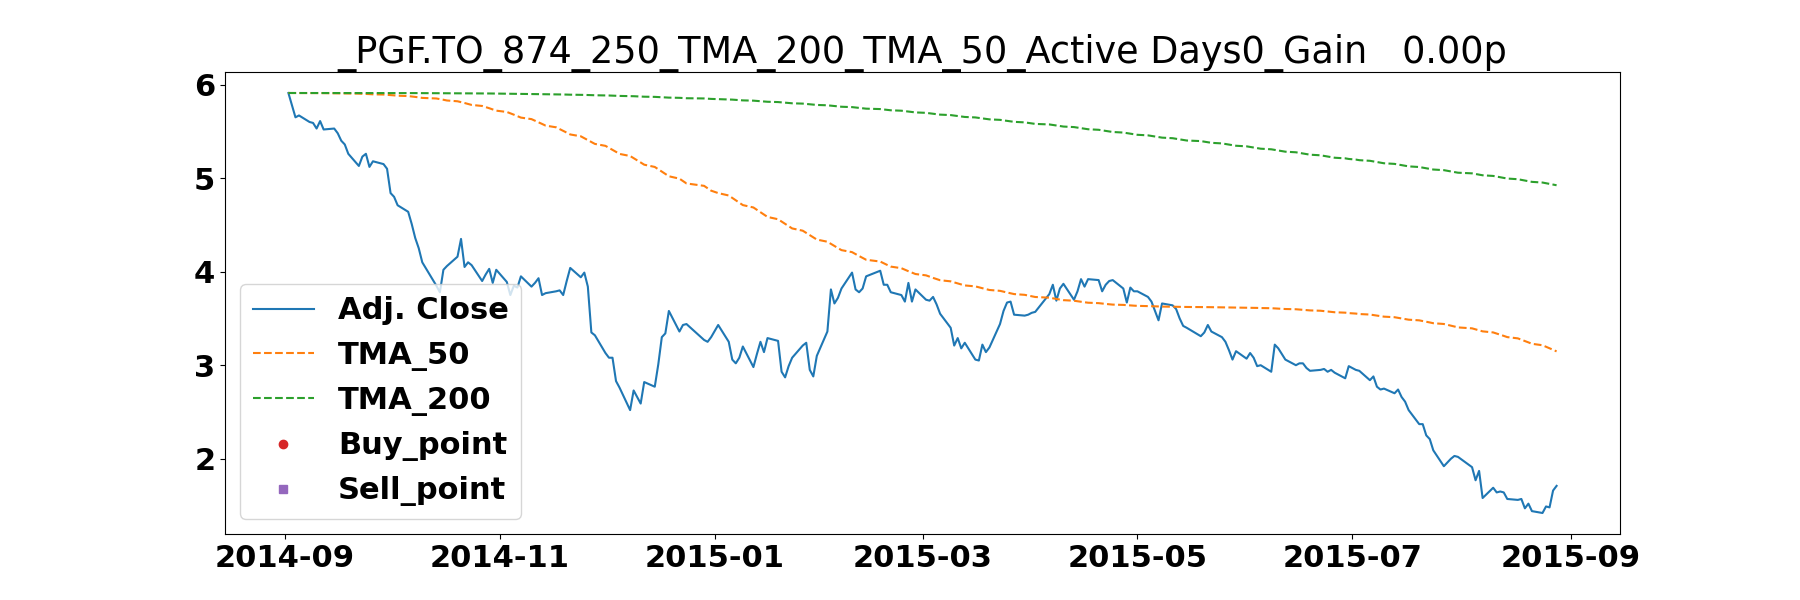 _PGF.TO_874_250_TMA_200_TMA_50_Active Days0_Gain   0.00p
6
5
4
3
2
Adj. Close
TMA_50
TMA_200
Buy_point
Sell_point
2014-09 2014-11 2015-01 2015-03 2015-05 2015-07 2015-09